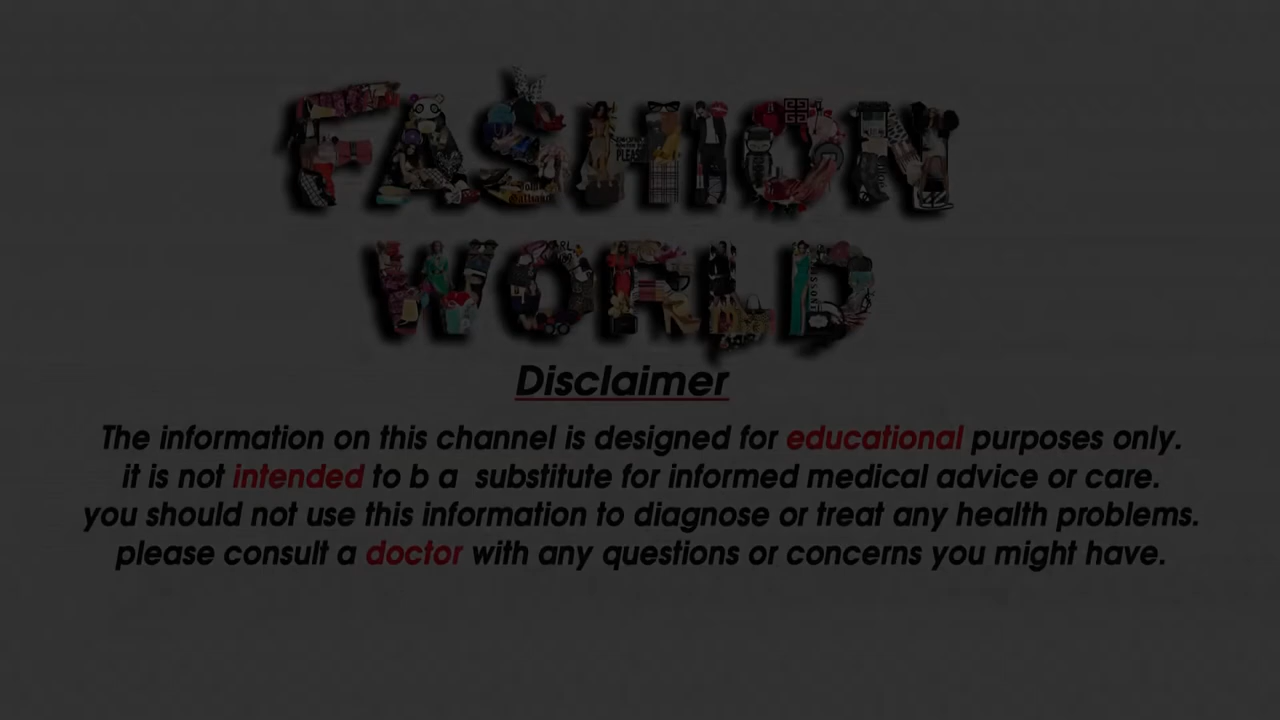 FASHION
WORLD
Disclaimer
The information on this channel is designed for educational purposes only.
it is not intended to b a  substitute for informed medical advice or care.
you should not use this information to diagnose or treat any health problems.
please consult a doctor with any questions or concerns you might have.